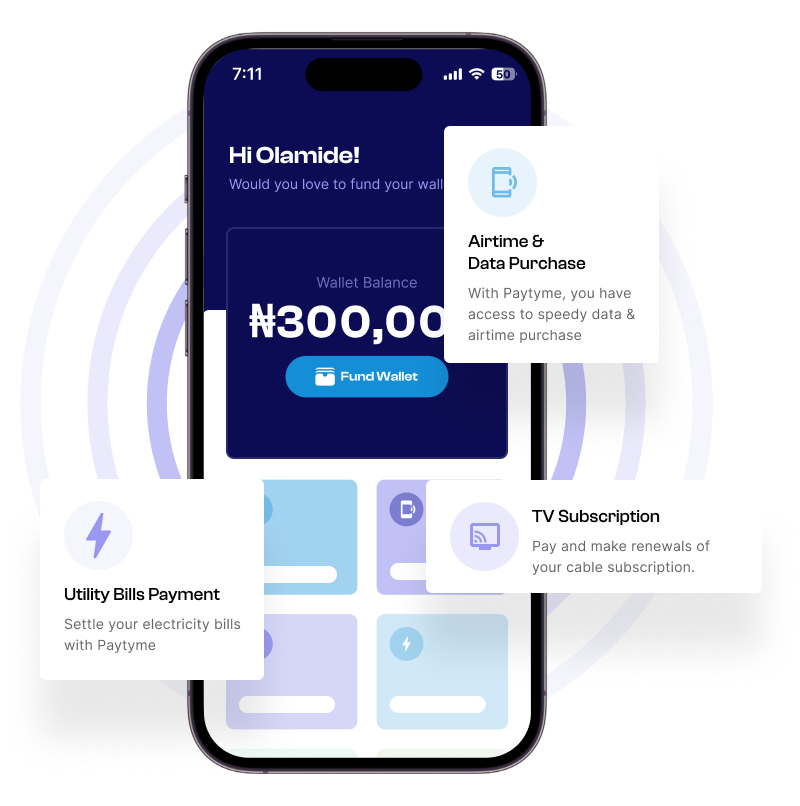 7:11
50
Hi Olamide!
Would you love to fund your wall
Airtime &
Data Purchase
With Paytyme, you have
access to speedy data &
airtime purchase
Wallet Balance
₦300,00
Fund Wallet
TV Subscription
Pay and make renewals of
your cable subscription.
Utility Bills Payment
Settle your electricity bills
with Paytyme